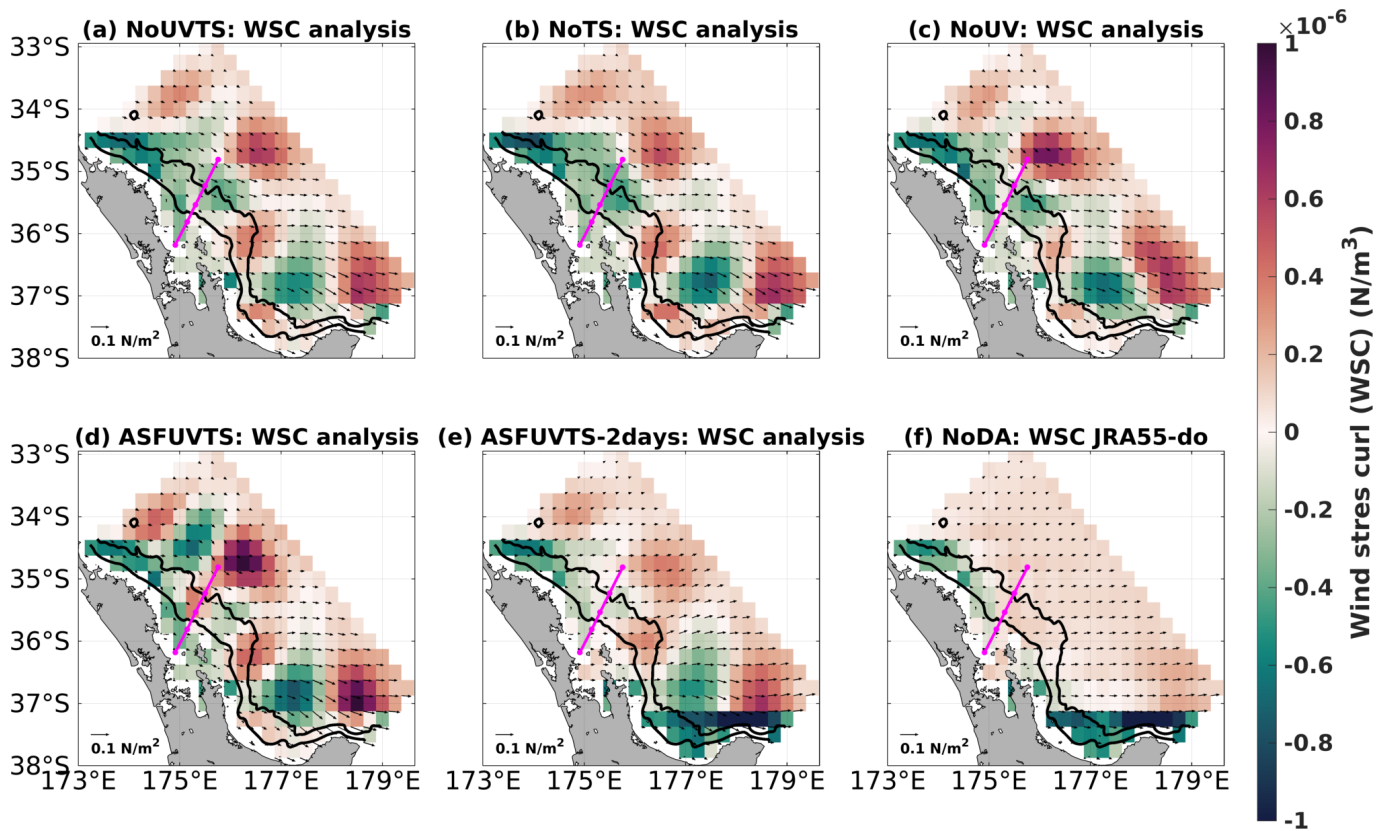 (a) NoUVTS: WSC analysis
(b) NoTS: WSC analysis
(c) NoUV: WSC analysis
×10⁻⁶
33°S
34°S
35°S
36°S
37°S
38°S
0.1 N/m²
0.1 N/m²
0.1 N/m²
(d) ASFUVTS: WSC analysis
(e) ASFUVTS-2days: WSC analysis
(f) NoDA: WSC JRA55-do
33°S
34°S
35°S
36°S
37°S
38°S
0.1 N/m²
0.1 N/m²
0.1 N/m²
173°E 175°E 177°E 179°E
173°E 175°E 177°E 179°E
173°E 175°E 177°E 179°E
1
0.8
0.6
0.4
0.2
0
-0.2
-0.4
-0.6
-0.8
-1
Wind stres curl (WSC) (N/m³)